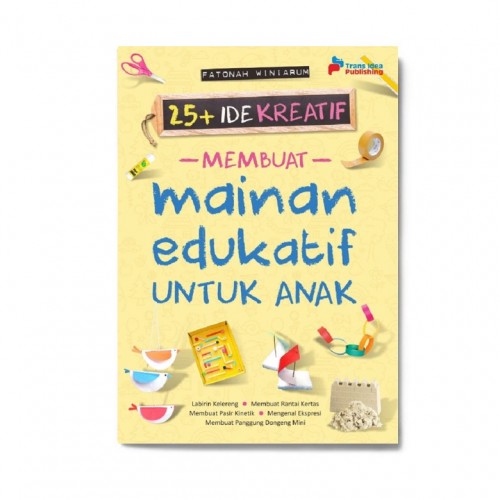 Trans Idea
Publishing
FATONAH WINIARUM
25+ IDE KREATIF
MEMBUAT
mainan
edukatif
UNTUK ANAK
Labirin Kelereng ★ Membuat Rantai Kertas
Membuat Pasir Kinetik ★ Mengenal Ekspresi
Membuat Panggung Dongeng Mini